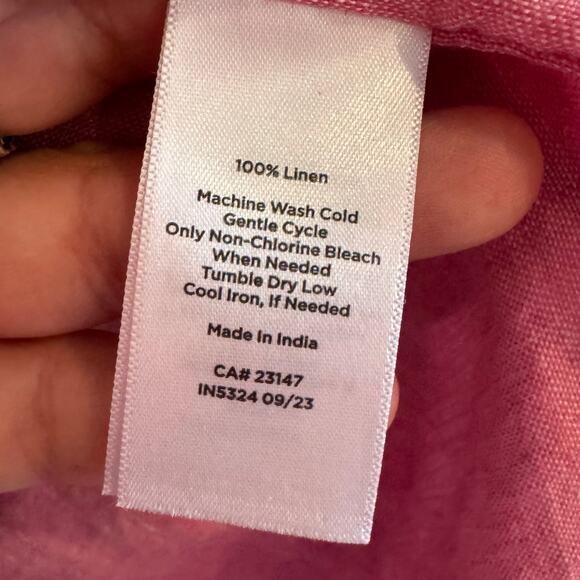 100% Linen
Machine Wash Cold
Gentle Cycle
Only Non-Chlorine Bleach
When Needed
Tumble Dry Low
Cool Iron, If Needed
Made In India
CA# 23147
IN5324 09/23